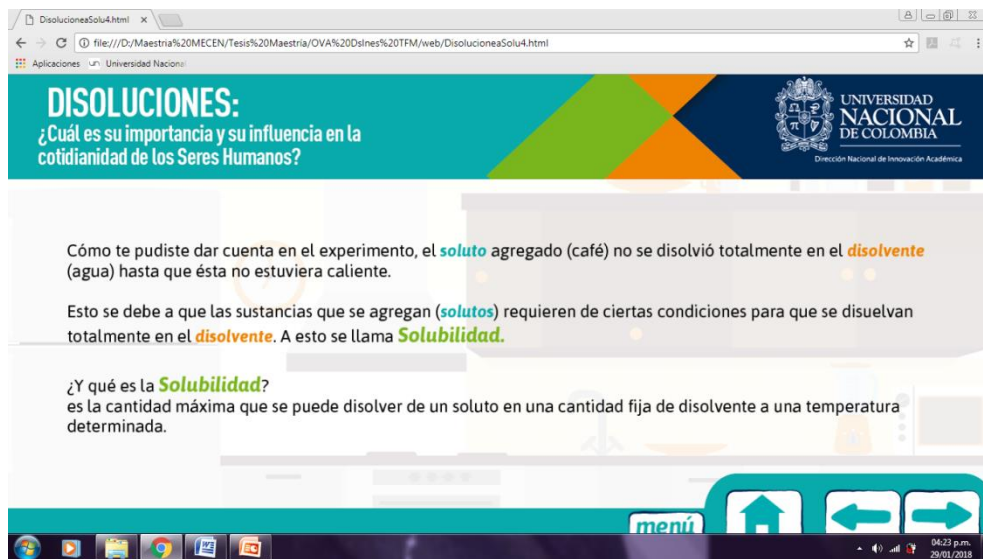 DisolucioneaSolu4.html
file:///D:/Maestria%20MECEN/Tesis%20Maestria/OVA%20DsInes%20TFM/web/DisolucioneaSolu4.html
Aplicaciones Universidad Nacional
DISOLUCIONES:
¿Cuál es su importancia y su influencia en la
cotidianidad de los Seres Humanos?
UNIVERSIDAD
NACIONAL
DE COLOMBIA
Dirección Nacional de Innovación Académica
Cómo te pudiste dar cuenta en el experimento, el soluto agregado (café) no se disolvió totalmente en el disolvente
(agua) hasta que ésta no estuviera caliente.
Esto se debe a que las sustancias que se agregan (solutos) requieren de ciertas condiciones para que se disuelvan
totalmente en el disolvente. A esto se llama Solubilidad.
¿Y qué es la Solubilidad?
es la cantidad máxima que se puede disolver de un soluto en una cantidad fija de disolvente a una temperatura
determinada.
menú
04:23 p.m.
29/01/2018